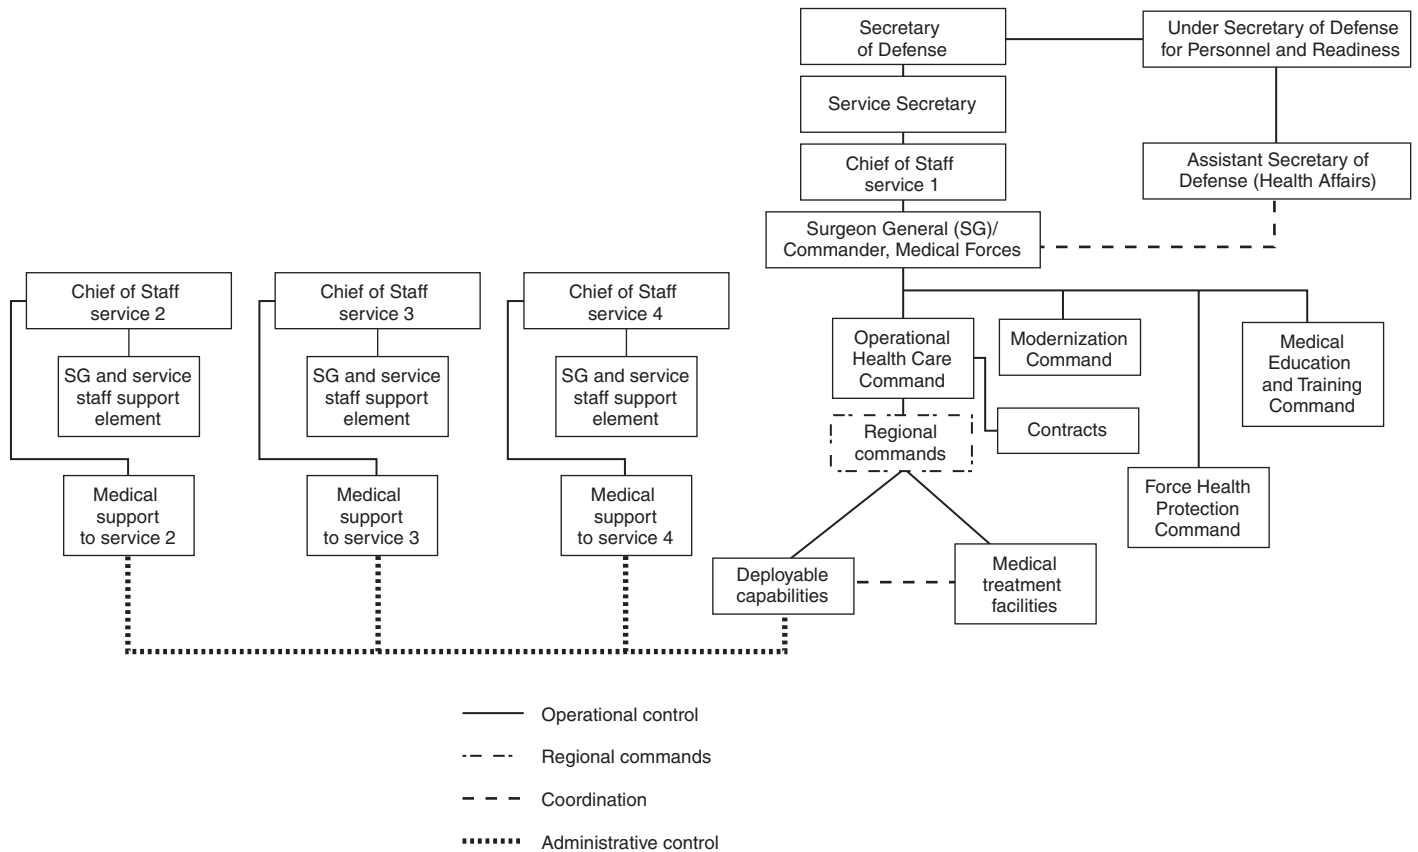 Secretary
of Defense
Under Secretary of Defense
for Personnel and Readiness
Service Secretary
Chief of Staff
service 1
Assistant Secretary of
Defense (Health Affairs)
Surgeon General (SG)/
Commander, Medical Forces
Chief of Staff
service 2
Chief of Staff
service 3
Chief of Staff
service 4
SG and service
staff support
element
SG and service
staff support
element
SG and service
staff support
element
Operational
Health Care
Command
Modernization
Command
Medical
Education
and Training
Command
Regional
commands
Contracts
Force Health
Protection
Command
Medical
support
to service 2
Medical
support
to service 3
Medical
support
to service 4
Deployable
capabilities
Medical
treatment
facilities
Operational control
Regional commands
Coordination
Administrative control